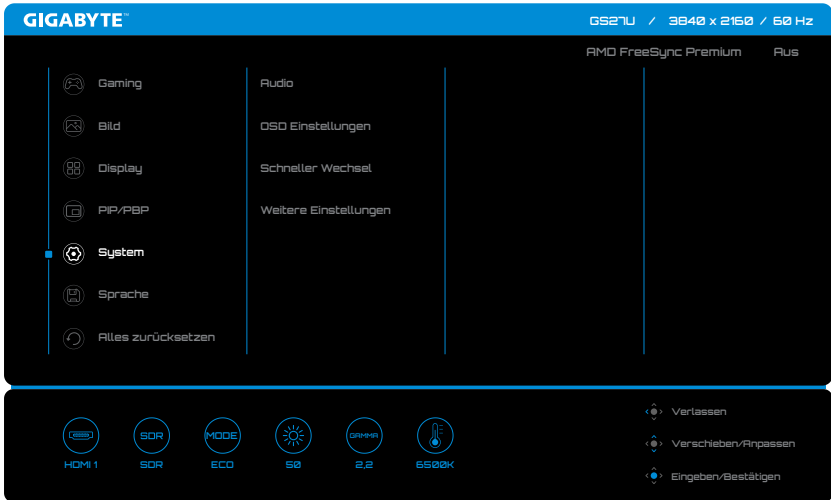 GIGABYTE™
GS27U / 3840 x 2160 / 60 Hz
AMD FreeSync Premium Aus
Gaming Audio
Bild OSD Einstellungen
Display Schneller Wechsel
PIP/PBP Weitere Einstellungen
System
Sprache
Alles zurücksetzen
SDR MODE GAMMA
HDMI 1 SDR ECO 50 2,2 6500K
Verlassen
Verschieben/Anpassen
Eingeben/Bestätigen